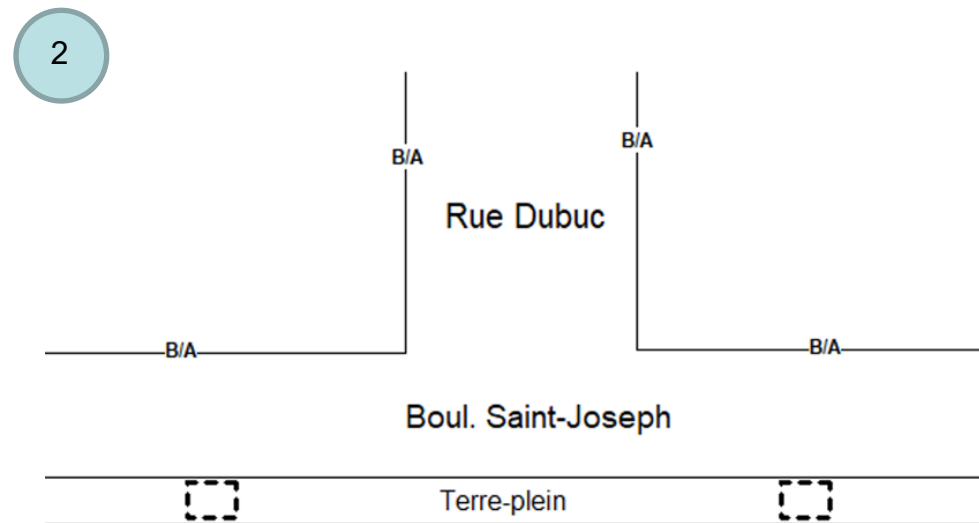 2
B/A
B/A
Rue Dubuc
B/A
B/A
Boul. Saint-Joseph
Terre-plein